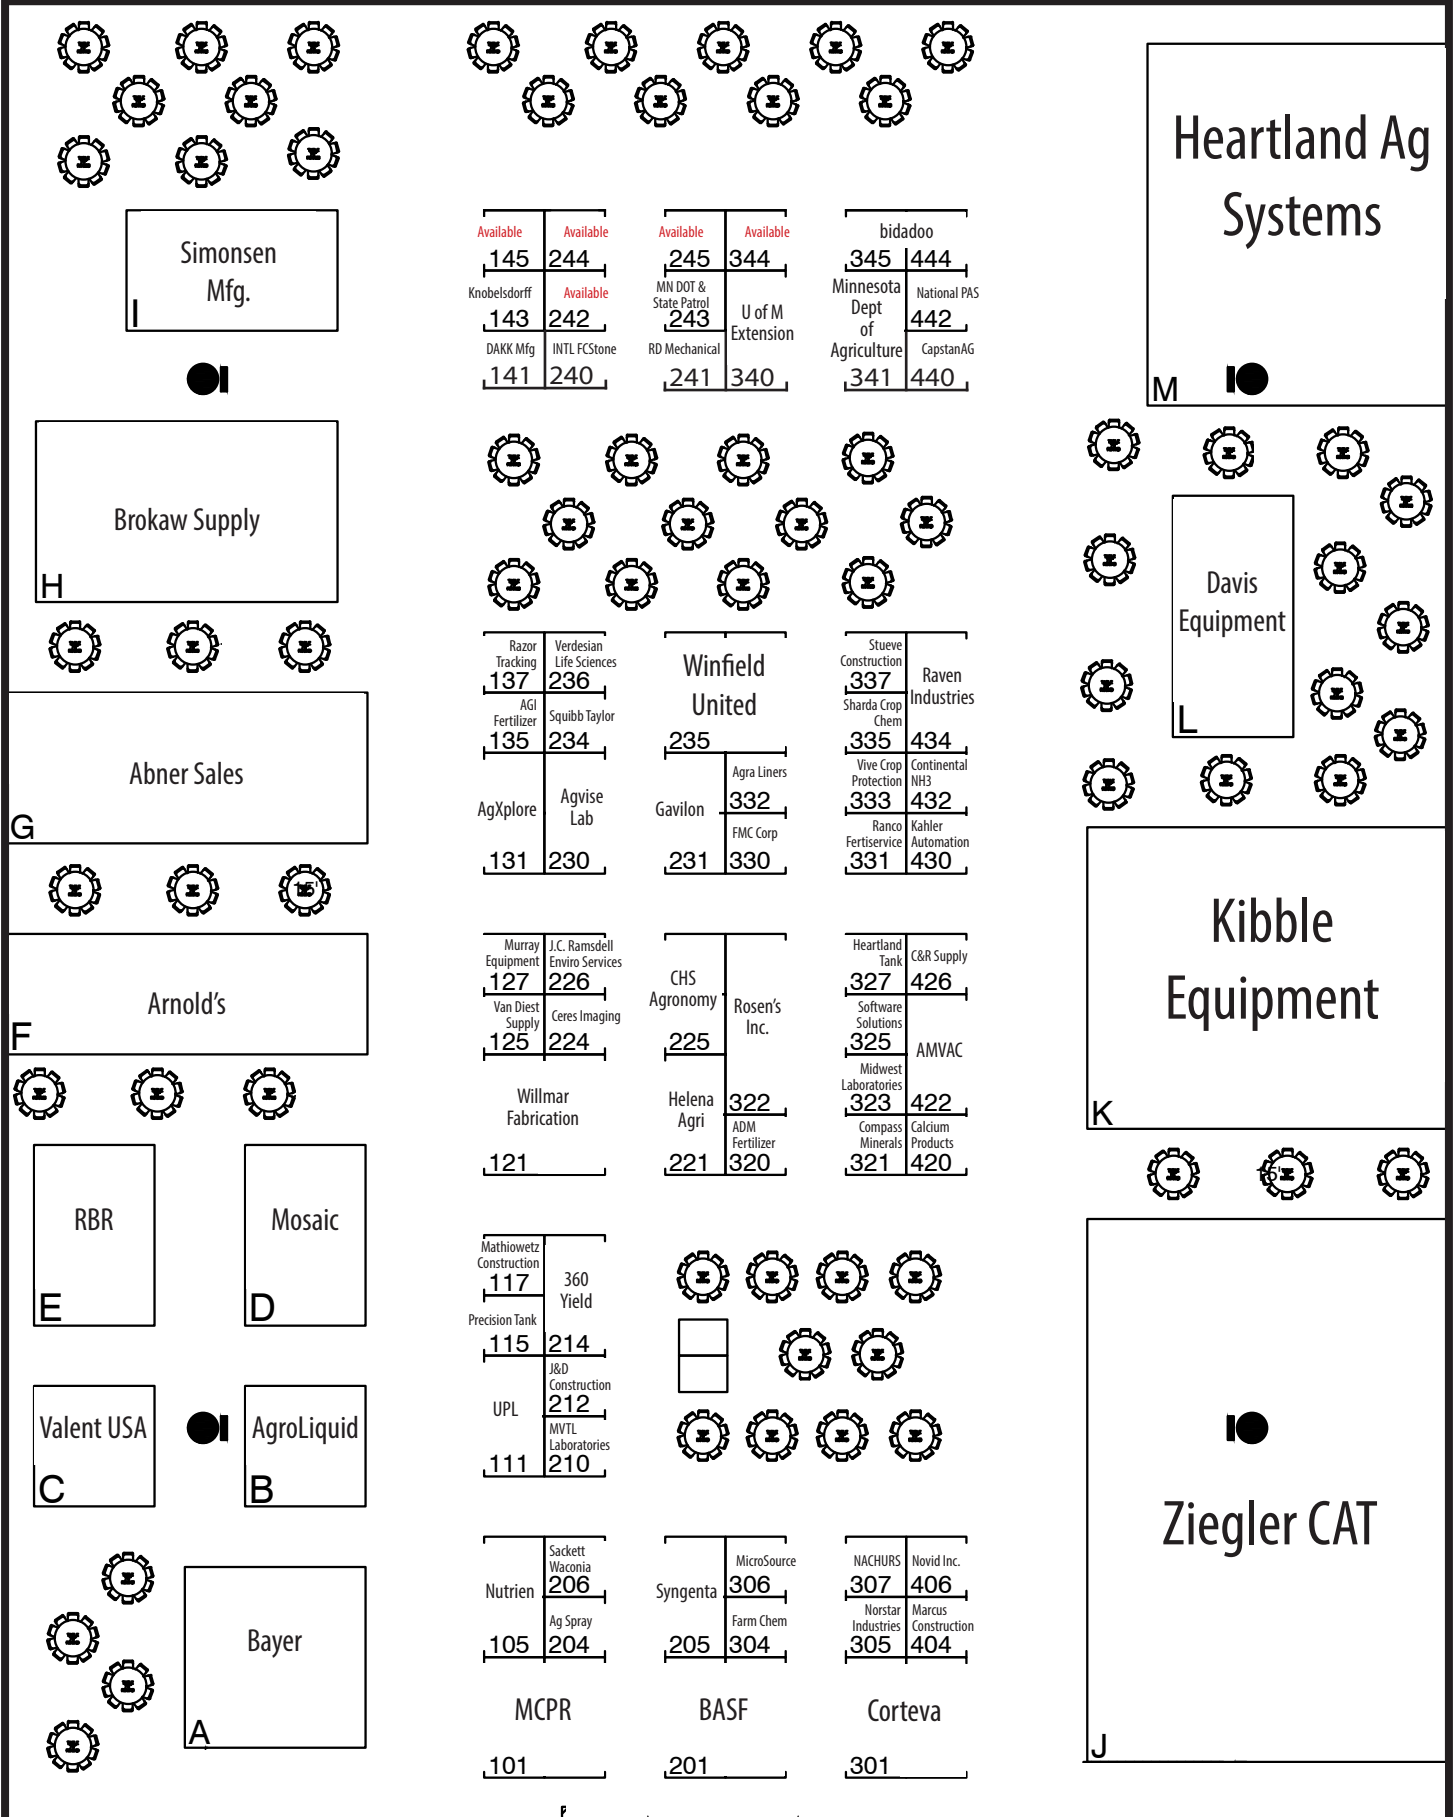 Heartland Ag
Systems
M
Simonsen
Mfg.
I
Available
145
Available
244
Available
245
Available
344
bidadoo
345
444
Knobelsdorff
143
Available
242
MN DOT &
State Patrol
243
U of M
Extension
340
Minnesota
Dept
of
Agriculture
341
National PAS
442
DAKK Mfg
141
INTL FCStone
240
RD Mechanical
241
CapstanAG
440
Brokaw Supply
H
Davis
Equipment
L
Razor
Tracking
137
Verdesian
Life Sciences
236
Winfield
United
235
Stueve
Construction
337
Raven
Industries
434
AGI
Fertilizer
135
Squibb Taylor
234
Sharda Crop
Chem
335
Abner Sales
G
AgXplore
131
Agvise
Lab
230
Gavilon
231
Agra Liners
332
FMC Corp
330
Vive Crop
Protection
333
Continental
NH3
432
Ranco
Fertiservice
331
Kahler
Automation
430
15'
Kibble
Equipment
K
Arnold's
F
Murray
Equipment
127
J.C. Ramsdell
Enviro Services
226
CHS
Agronomy
225
Rosen's
Inc.
322
Heartland
Tank
327
C&R Supply
426
Van Diest
Supply
125
Ceres Imaging
224
Software
Solutions
325
AMVAC
422
Willmar
Fabrication
121
Helena
Agri
221
ADM
Fertilizer
320
Midwest
Laboratories
323
Compass
Minerals
321
Calcium
Products
420
15'
RBR
E
Mosaic
D
Mathiowetz
Construction
117
360
Yield
214
Precision Tank
115
UPL
111
J&D
Construction
212
MVTL
Laboratories
210
Valent USA
C
AgroLiquid
B
Ziegler CAT
J
Nutrien
105
Sackett
Waconia
206
Ag Spray
204
Syngenta
205
MicroSource
306
Farm Chem
304
NACHURS
307
Novid Inc.
406
Norstar
Industries
305
Marcus
Construction
404
Bayer
A
MCPR
101
BASF
201
Corteva
301